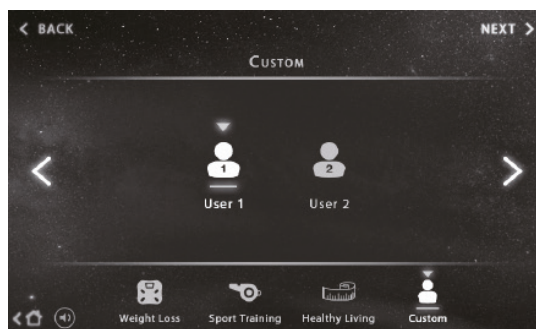 BACK NEXT
CUSTOM
1 2
User 1 User 2
Weight Loss Sport Training Healthy Living Custom